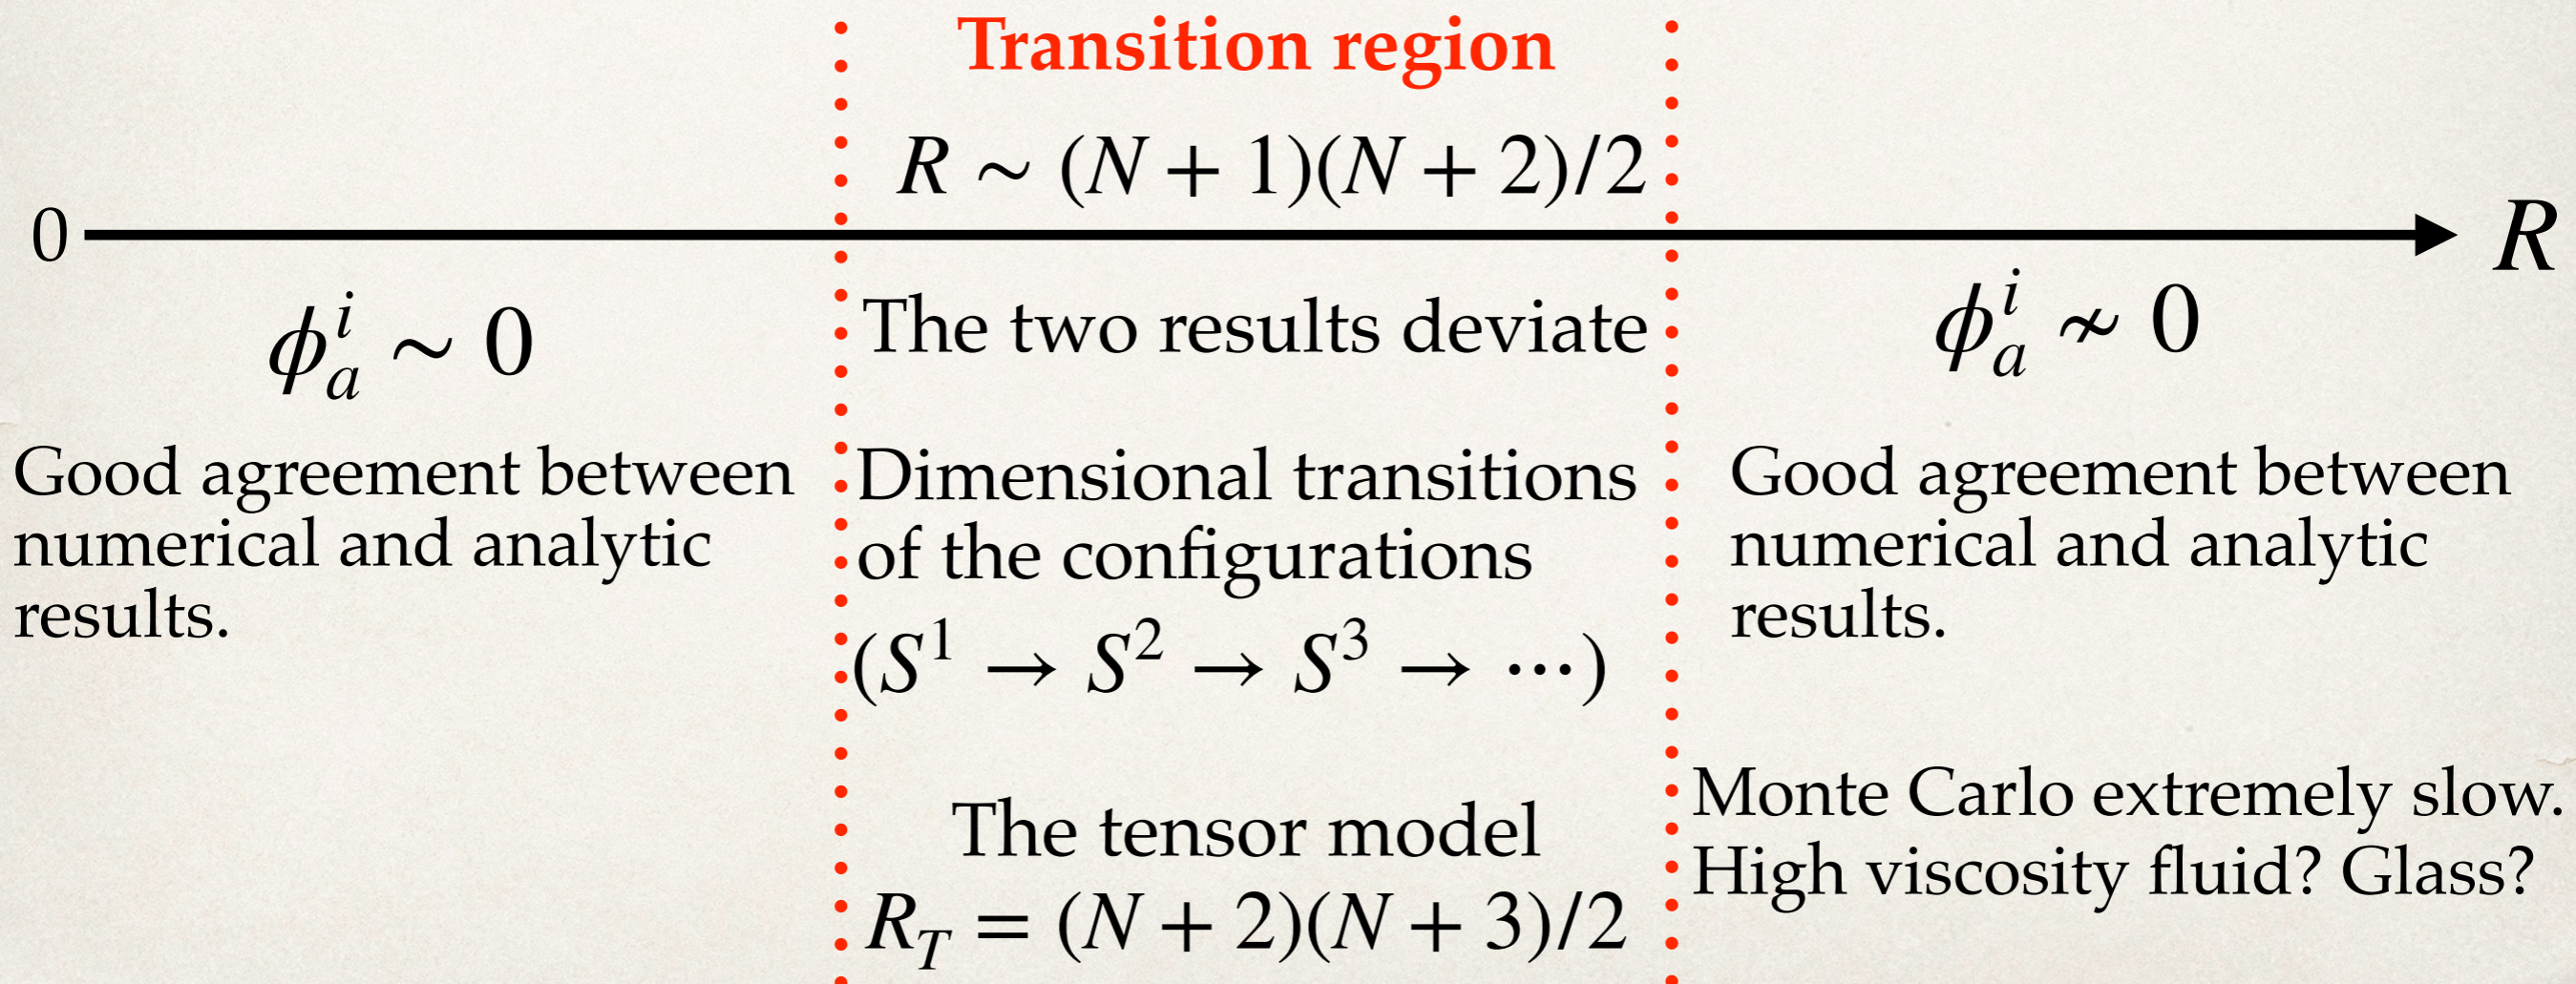 Transition region
R ∼ (N + 1)(N + 2)/2
0
R
ϕ_a^i ∼ 0
Good agreement between
numerical and analytic
results.
The two results deviate
Dimensional transitions
of the configurations
(S^1 → S^2 → S^3 → ⋯)
The tensor model
R_T = (N + 2)(N + 3)/2
ϕ_a^i ≁ 0
Good agreement between
numerical and analytic
results.
Monte Carlo extremely slow.
High viscosity fluid? Glass?